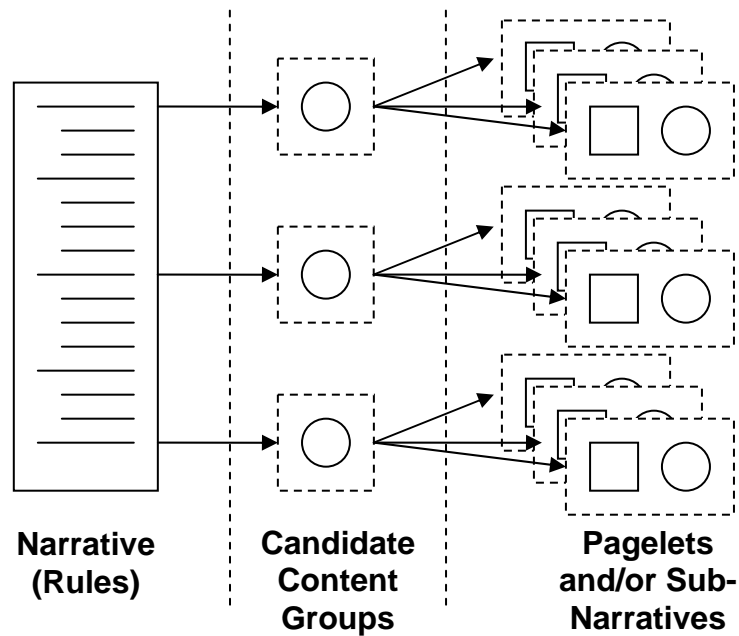 Narrative
(Rules)
Candidate
Content
Groups
Pagelets
and/or Sub-
Narratives